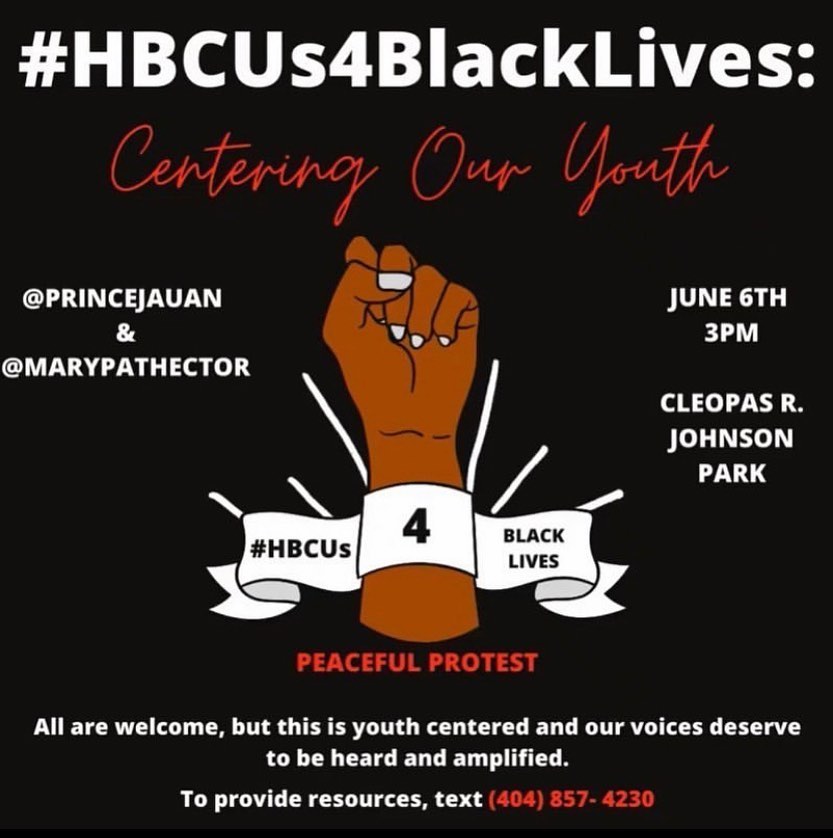 #HBCUs4BlackLives:
Centering Our Youth
@PRINCEJAUAN
&
@MARYPATHECTOR
JUNE 6TH
3PM
CLEOPAS R.
JOHNSON
PARK
#HBCUs
4
BLACK
LIVES
PEACEFUL PROTEST
All are welcome, but this is youth centered and our voices deserve
to be heard and amplified.
To provide resources, text (404) 857- 4230